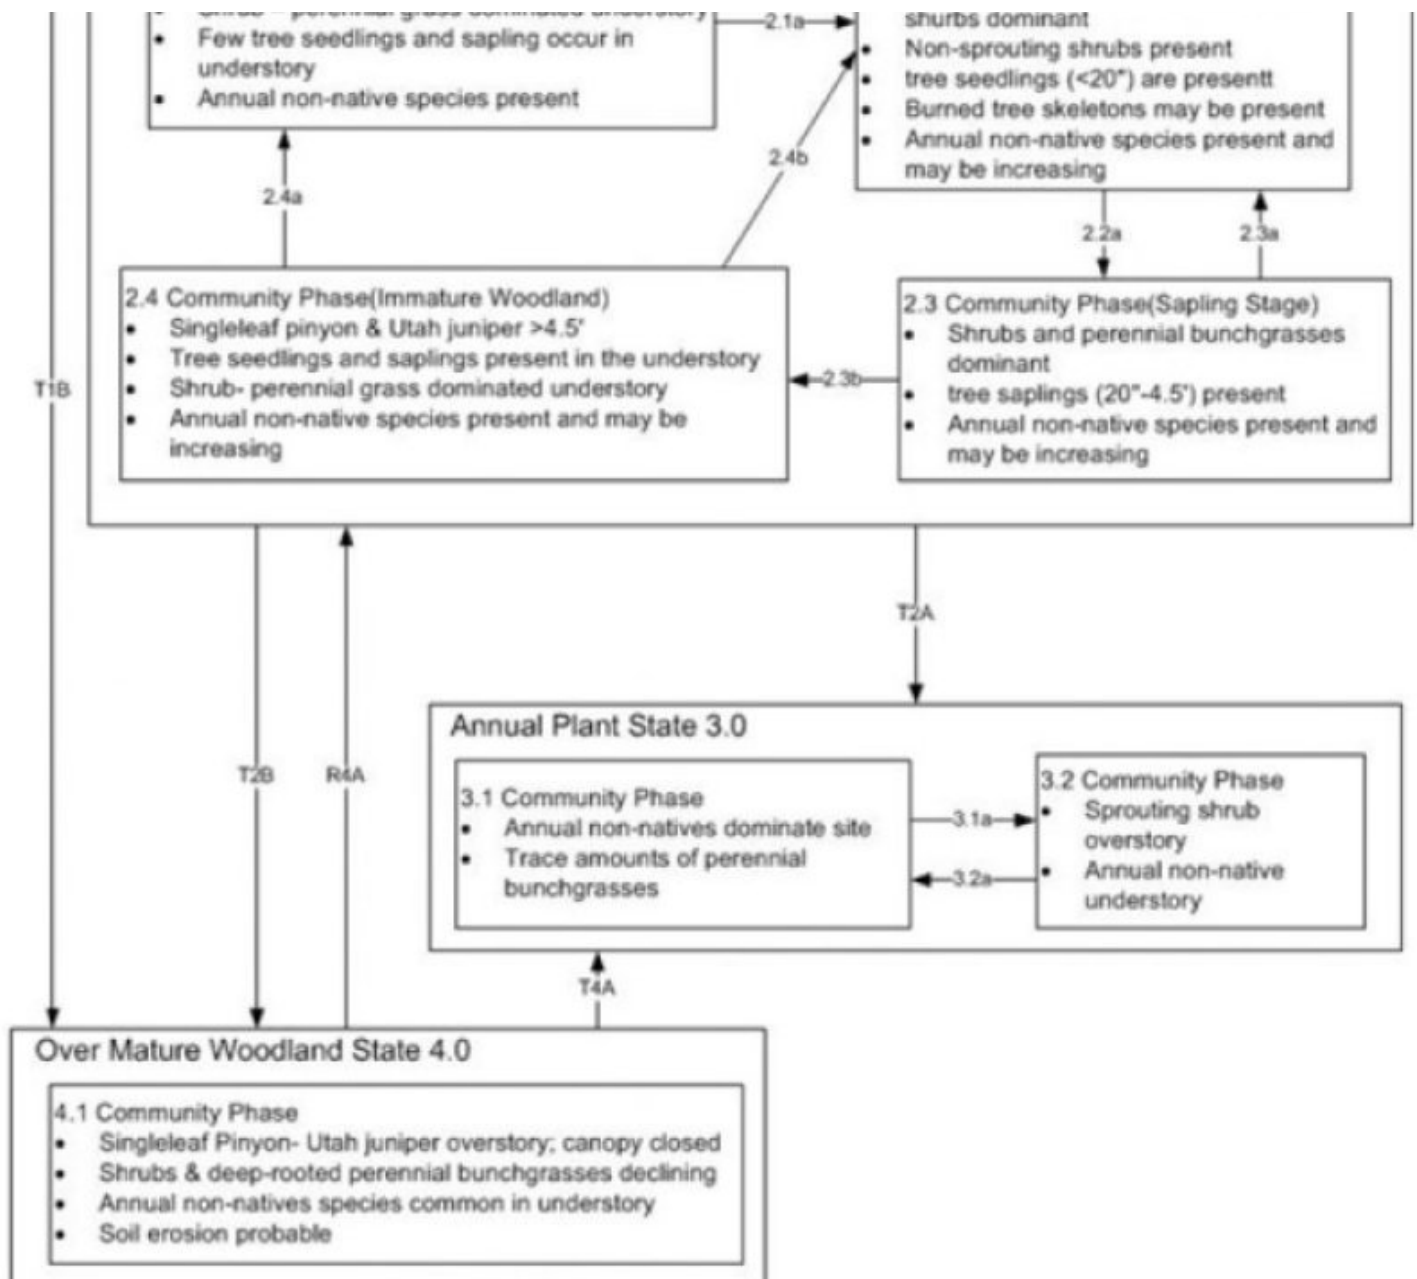 Shrub – perennial grass dominated understory
• Few tree seedlings and sapling occur in
understory
• Annual non-native species present
2.1a
shurbs dominant
• Non-sprouting shrubs present
• tree seedlings (<20") are presentt
• Burned tree skeletons may be present
• Annual non-native species present and
may be increasing
2.4a
2.4b
2.2a
2.3a
2.4 Community Phase(Immature Woodland)
• Singleleaf pinyon & Utah juniper >4.5'
• Tree seedlings and saplings present in the understory
• Shrub- perennial grass dominated understory
• Annual non-native species present and may be
increasing
2.3b
2.3 Community Phase(Sapling Stage)
• Shrubs and perennial bunchgrasses
dominant
• tree saplings (20"-4.5') present
• Annual non-native species present and
may be increasing
T1B
T2A
T2B
R4A
Annual Plant State 3.0
3.1 Community Phase
• Annual non-natives dominate site
• Trace amounts of perennial
bunchgrasses
3.1a
3.2a
3.2 Community Phase
• Sprouting shrub
overstory
• Annual non-native
understory
T4A
Over Mature Woodland State 4.0
4.1 Community Phase
• Singleleaf Pinyon- Utah juniper overstory; canopy closed
• Shrubs & deep-rooted perennial bunchgrasses declining
• Annual non-natives species common in understory
• Soil erosion probable